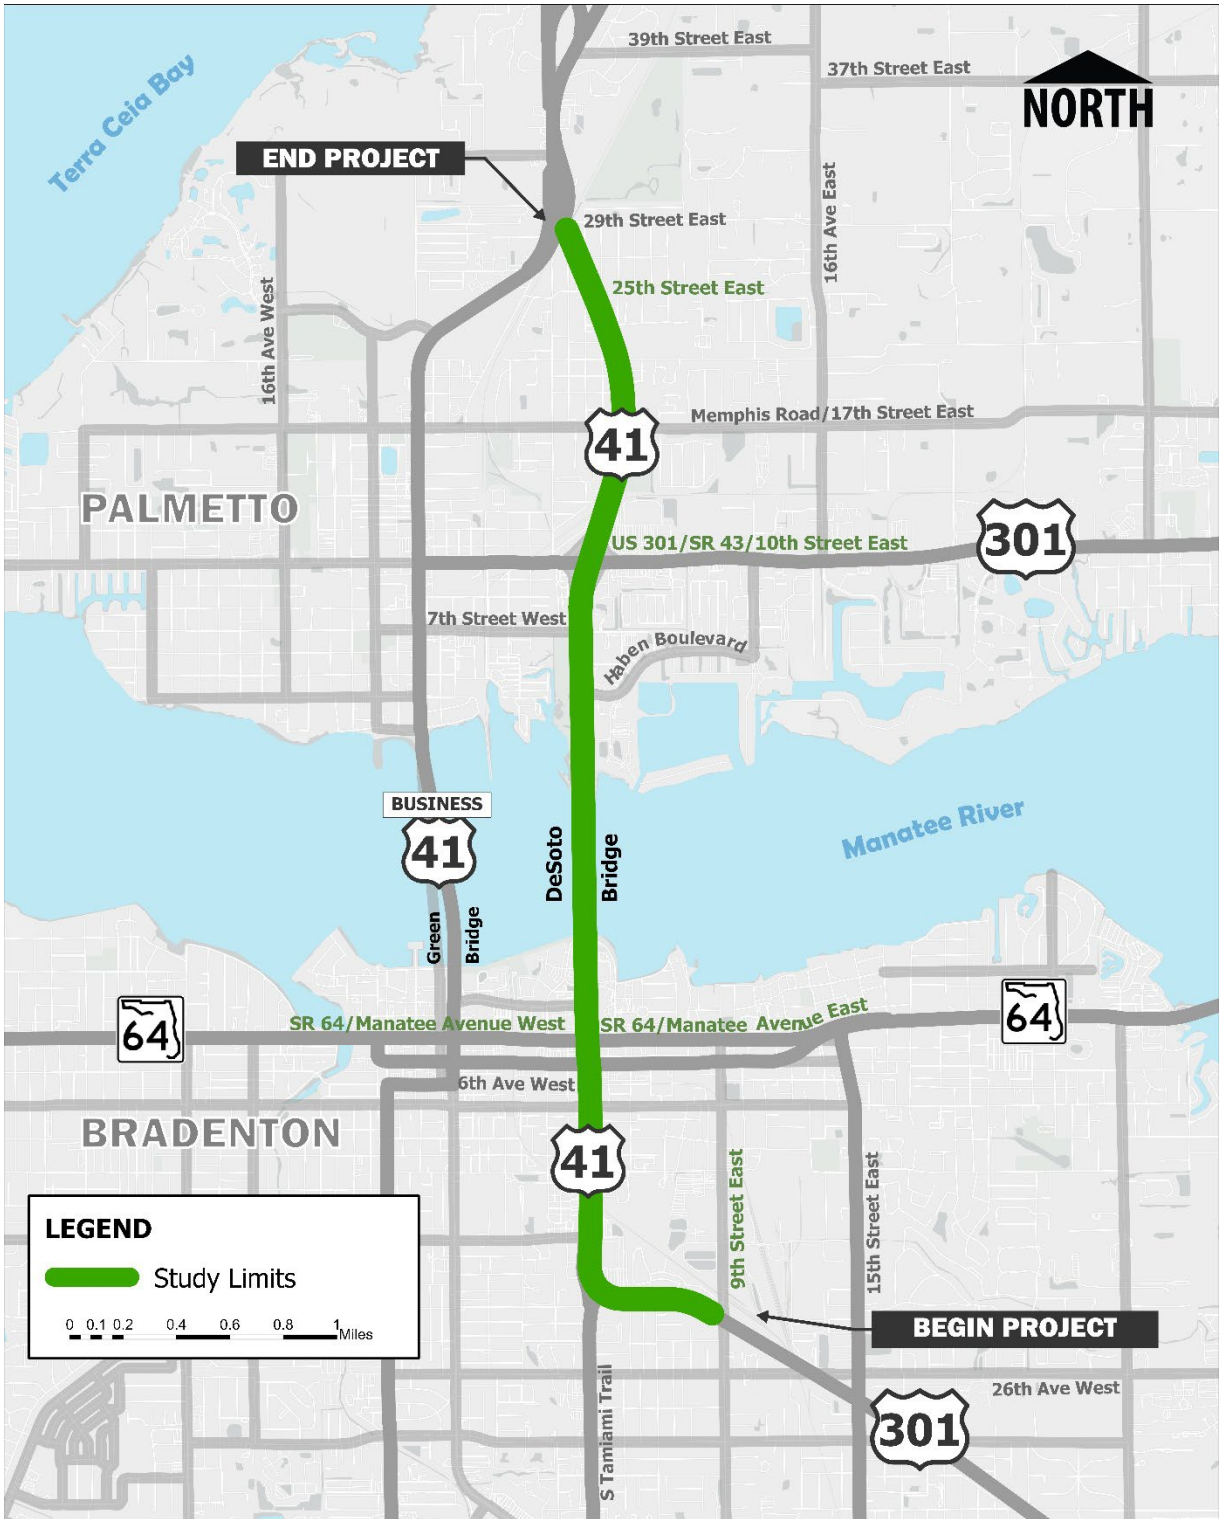 39th Street East
37th Street East
NORTH
Terra Ceia Bay
END PROJECT
16th Ave East
29th Street East
25th Street East
16th Ave West
41
Memphis Road/17th Street East
PALMETTO
US 301/SR 43/10th Street East
301
7th Street West
Haben Boulevard
BUSINESS
41
DeSoto
Bridge
Manatee River
Green
Bridge
64
SR 64/Manatee Avenue West
SR 64/Manatee Avenue East
64
6th Ave West
BRADENTON
41
9th Street East
15th Street East
LEGEND
Study Limits
0 0.1 0.2 0.4 0.6 0.8 1
Miles
BEGIN PROJECT
S Tamiami Trail
26th Ave West
301